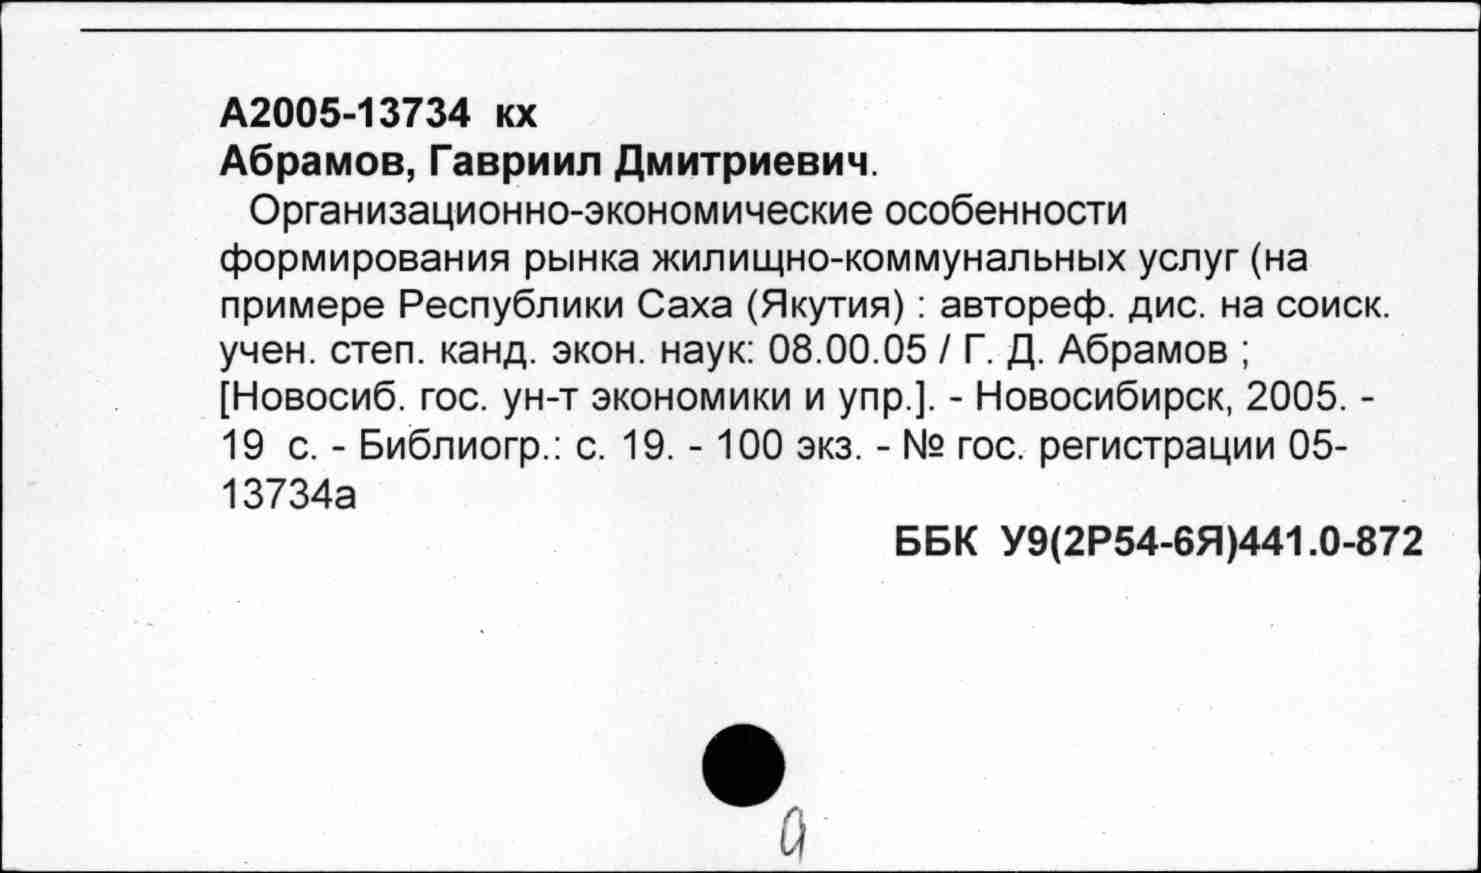 А2005-13734 кх
Абрамов, Гавриил Дмитриевич.
Организационно-экономические особенности
формирования рынка жилищно-коммунальных услуг (на
примере Республики Саха (Якутия) : автореф. дис. на соиск.
учен. степ. канд. экон. наук: 08.00.05 / Г. Д. Абрамов ;
[Новосиб. гос. ун-т экономики и упр.]. - Новосибирск, 2005. -
19 с. - Библиогр.: с. 19. - 100 экз. - № гос. регистрации 05-
13734а
ББК У9(2Р54-6Я)441.0-872